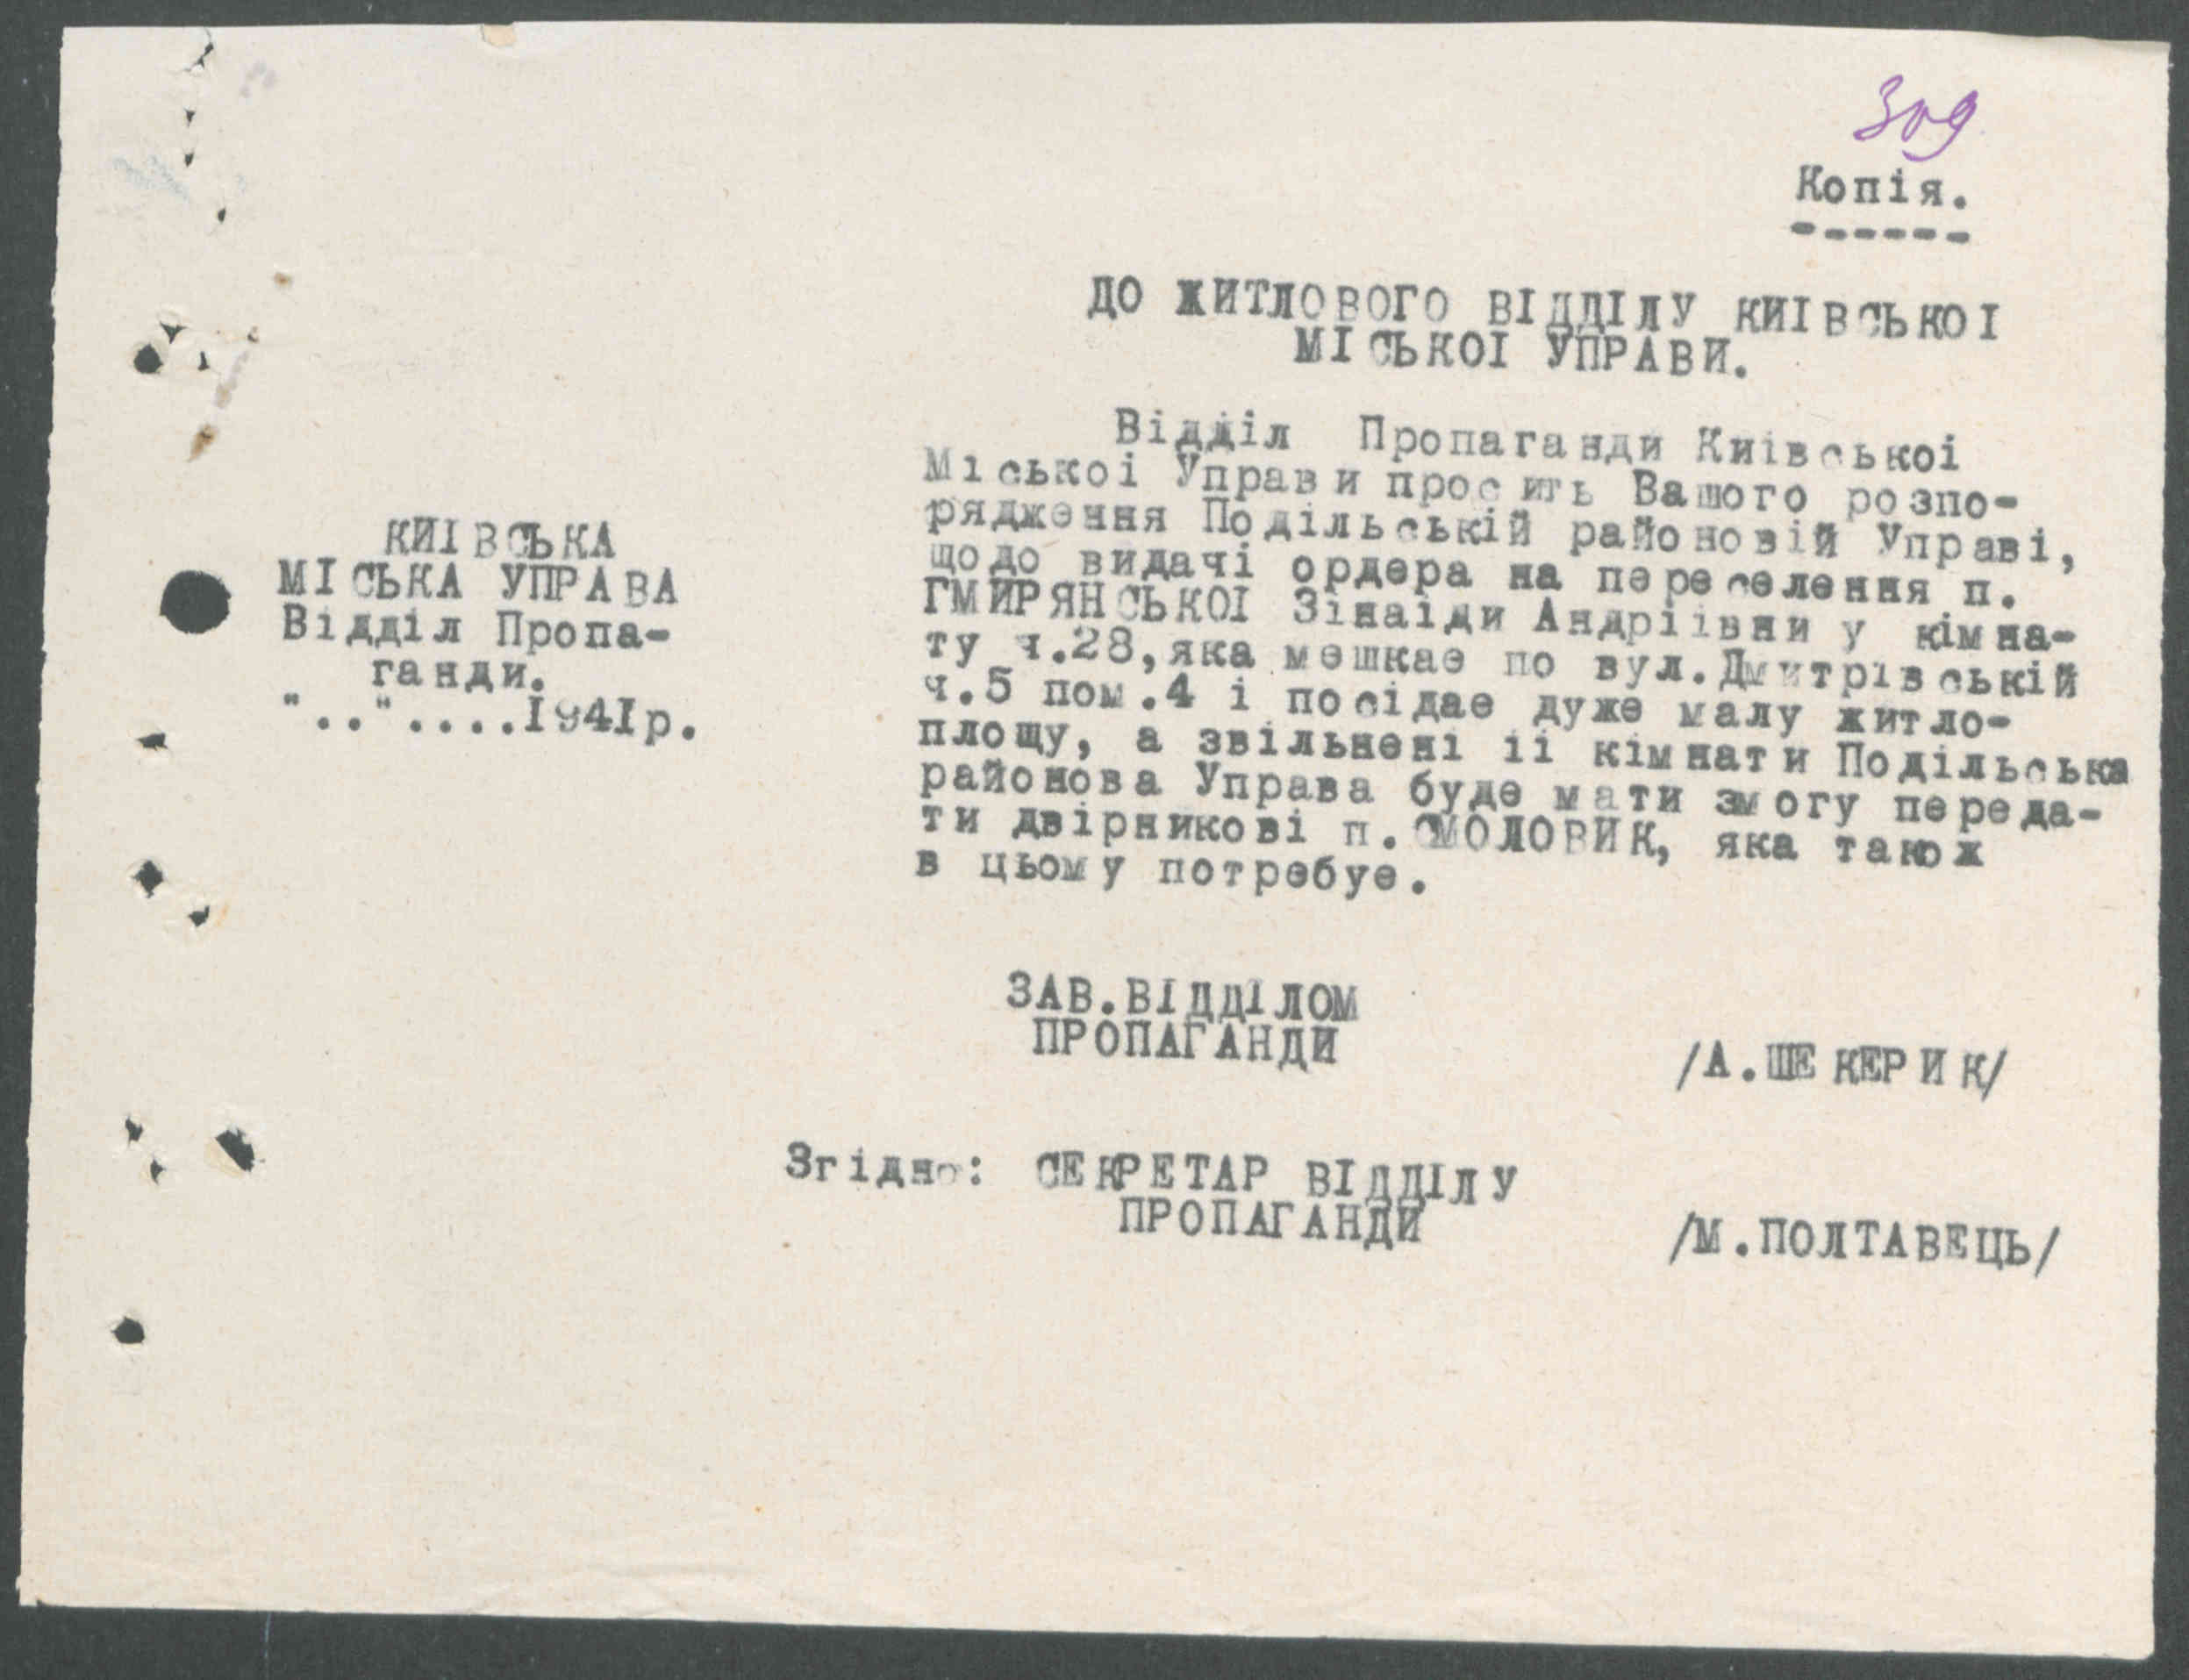 309
Копія.
------
ДО ЖИТЛОВОГО ВІДДІЛУ КИІВСЬКОІ
МІСЬКОІ УПРАВИ.
Відділ Пропаганди Киівськоі
Міськоі Управи просить Вашого розпо-
рядження Подільській районовій Управі,
щодо видачі ордера на переселення п.
ГМИРЯНСЬКОІ Зінаіди Андріівни у кімна-
ту ч.28,яка мешкає по вул.Дмитрівській
ч.5 пом.4 і посідає дуже малу житло-
площу, а звільнені іі кімнати Подільська
районова Управа буде мати змогу переда-
ти двірникові п.СМОЛОВИК, яка також
в цьому потребує.
КИІВСЬКА
МІСЬКА УПРАВА
Відділ Пропа-
ганди.
".."....1941р.
ЗАВ.ВІДДІЛОМ
ПРОПАГАНДИ
/А.ШЕКЕРИК/
Згідно: СЕКРЕТАР ВІДДІЛУ
ПРОПАГАНДИ
/М.ПОЛТАВЕЦЬ/